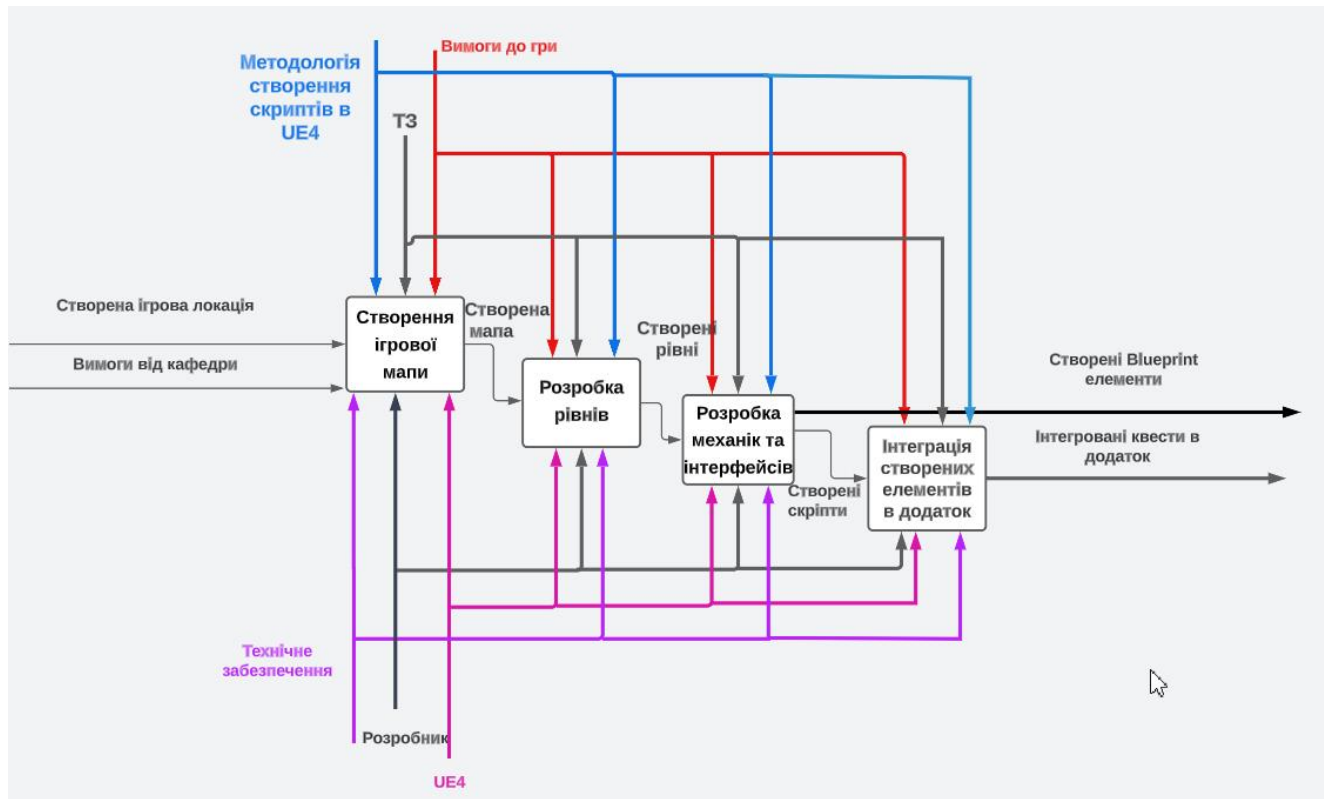 Вимоги до гри
Методологія
створення
скриптів в
UE4
ТЗ
Створена ігрова локація
Вимоги від кафедри
Створення
ігрової
мапи
Створена
мапа
Розробка
рівнів
Створені
рівні
Розробка
механік та
інтерфейсів
Створені
скрипти
Інтеграція
створених
елементів
в додаток
Створені Blueprint
елементи
Інтегровані квести в
додаток
Технічне
забезпечення
Розробник
UE4